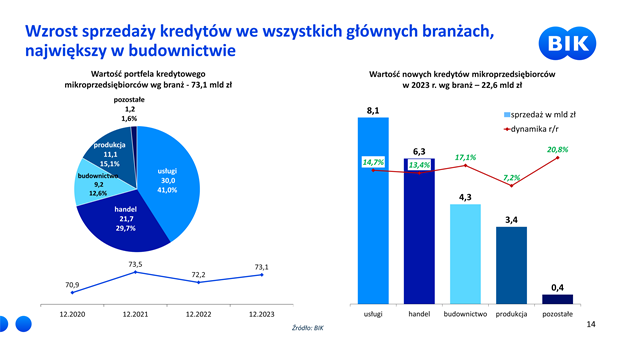 Wzrost sprzedaży kredytów we wszystkich głównych branżach,
największy w budownictwie
BIK
Wartość portfela kredytowego
mikroprzedsiębiorców wg branż - 73,1 mld zł
pozostałe
1,2
1,6%
produkcja
11,1
15,1%
budownictwo
9,2
12,6%
usługi
30,0
41,0%
handel
21,7
29,7%
70,9
73,5
72,2
73,1
12.2020
12.2021
12.2022
12.2023
Wartość nowych kredytów mikroprzedsiębiorców
w 2023 r. wg branż – 22,6 mld zł
sprzedaż w mld zł
dynamika r/r
8,1
6,3
4,3
3,4
0,4
14,7%
13,4%
17,1%
7,2%
20,8%
usługi
handel
budownictwo
produkcja
pozostałe
Źródło: BIK
14